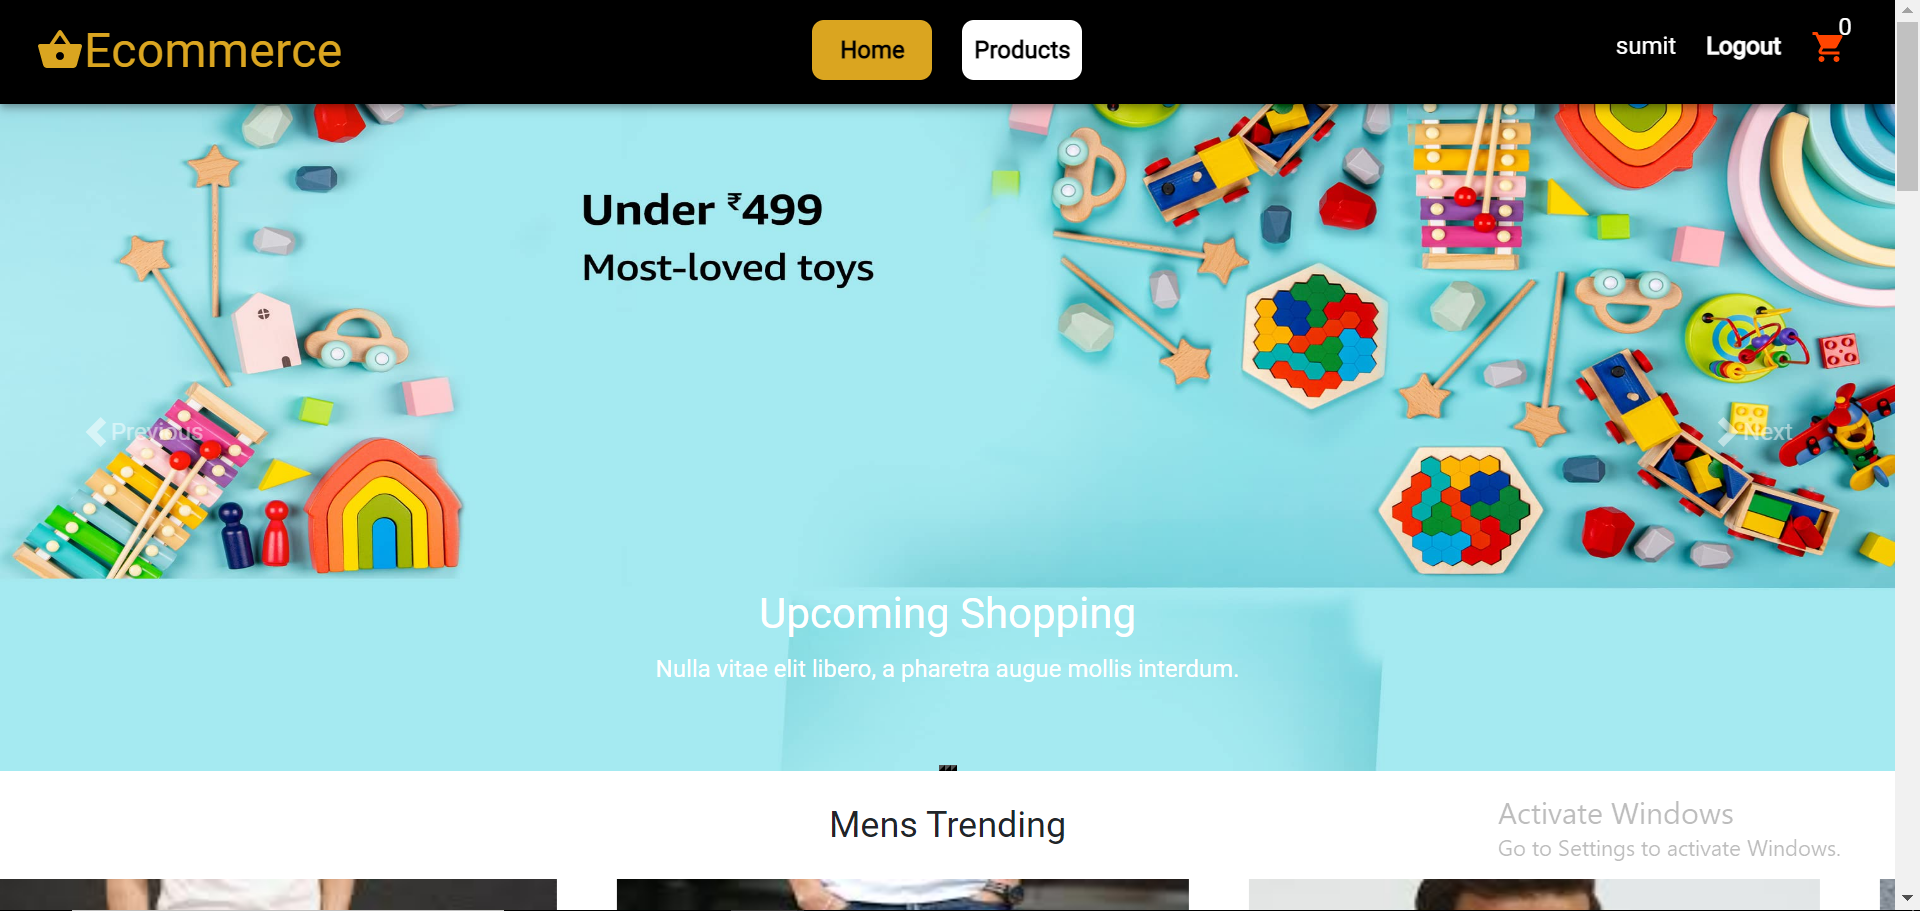 Ecommerce
Home
Products
sumit
Logout
0
Under ₹499
Most-loved toys
Previous
Next
Upcoming Shopping
Nulla vitae elit libero, a pharetra augue mollis interdum.
Mens Trending
Activate Windows
Go to Settings to activate Windows.